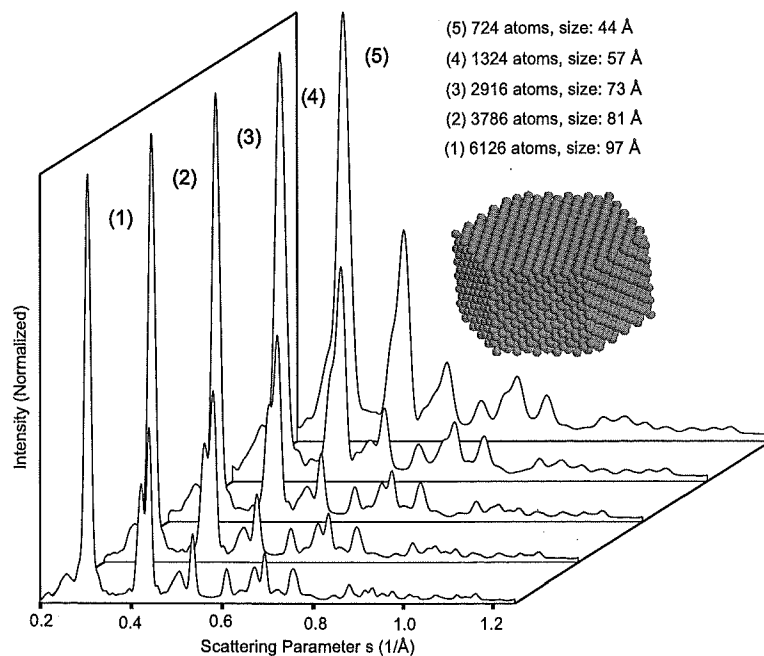 (5) 724 atoms, size: 44 Å
(4) 1324 atoms, size: 57 Å
(3) 2916 atoms, size: 73 Å
(2) 3786 atoms, size: 81 Å
(1) 6126 atoms, size: 97 Å
(5)
(4)
(3)
(2)
(1)
Intensity (Normalized)
0.2 0.4 0.6 0.8 1.0 1.2
Scattering Parameter s (1/Å)